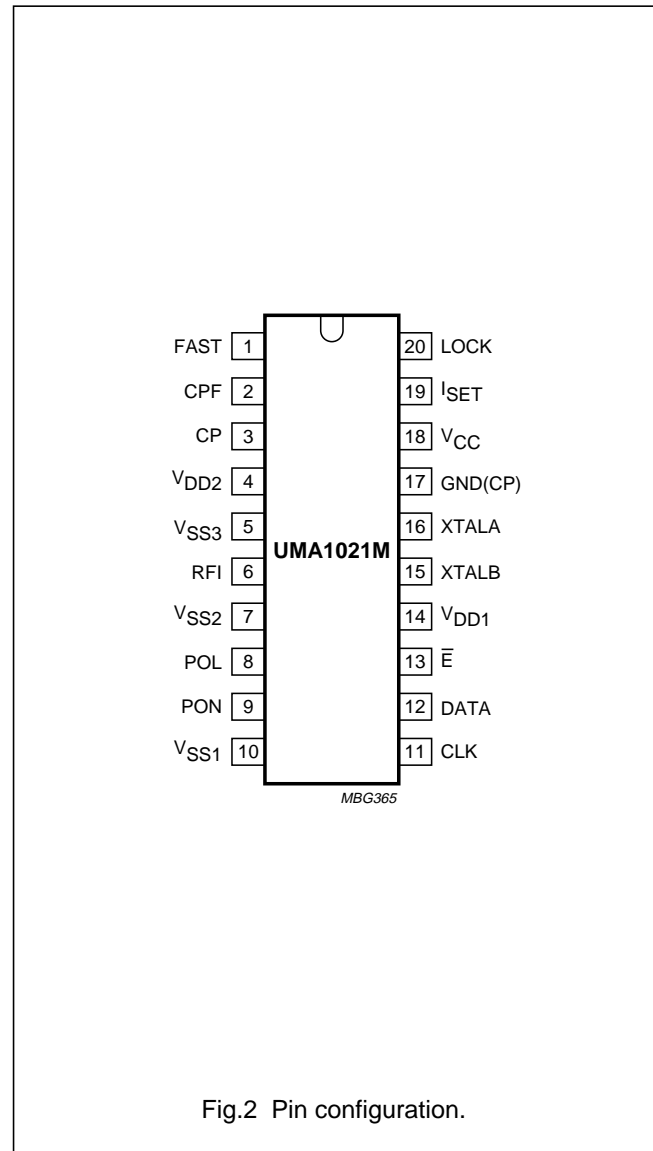 FAST 1 20 LOCK
CPF 2 19 ISET
CP 3 18 VCC
VDD2 4 17 GND(CP)
VSS3 5 16 XTALA
UMA1021M
RFI 6 15 XTALB
VSS2 7 14 VDD1
POL 8 13 E̅
PON 9 12 DATA
VSS1 10 11 CLK
MBG365
Fig.2 Pin configuration.